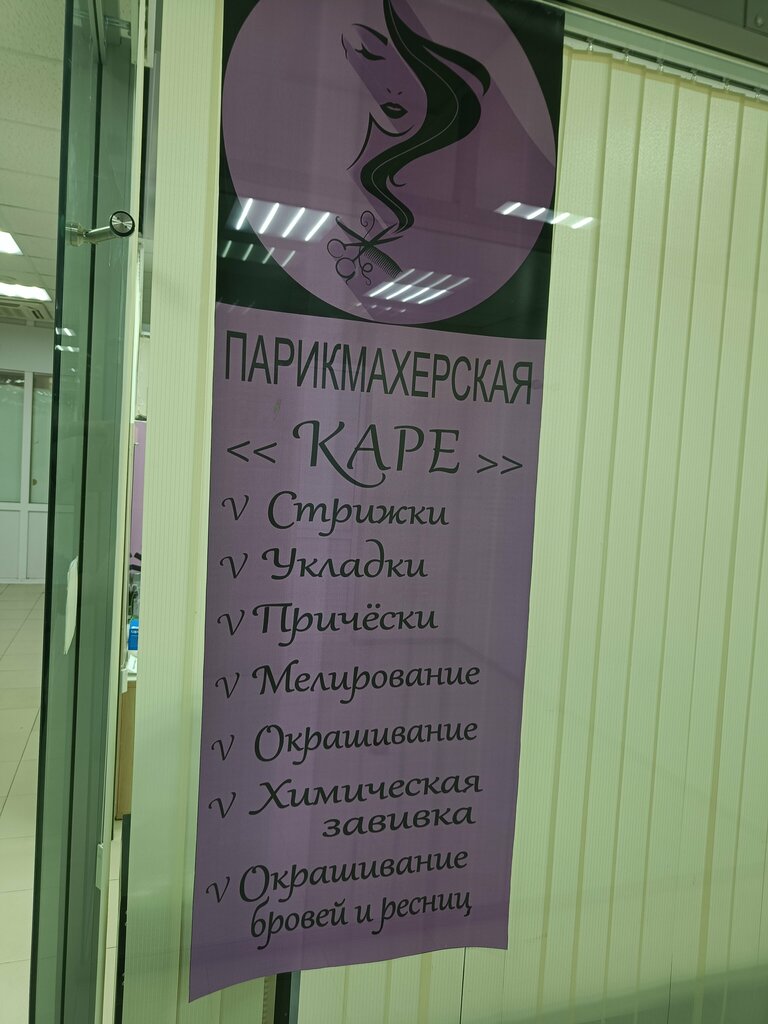 ПАРИКМАХЕРСКАЯ
<< КАРЕ >>
v Стрижки
v Укладки
v Причёски
v Мелирование
v Окрашивание
v Химическая
завивка
v Окрашивание
бровей и ресниц